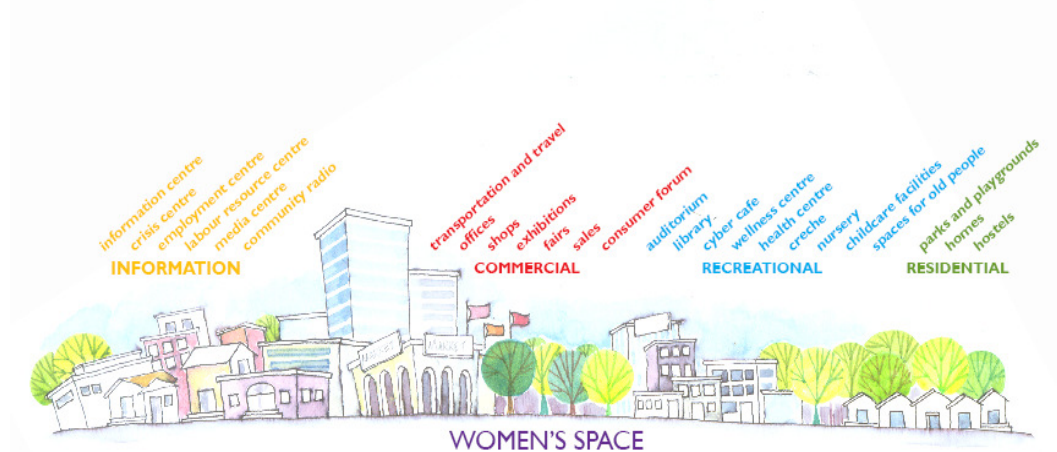 information centre
crisis centre
employment centre
labour resource centre
media centre
community radio
INFORMATION
transportation and travel
offices
shops
exhibitions
fairs
sales
consumer forum
COMMERCIAL
auditorium
library
cyber cafe
wellness centre
health centre
creche
nursery
childcare facilities
spaces for old people
RECREATIONAL
parks and playgrounds
homes
hostels
RESIDENTIAL
MARKET
MARKET
WOMEN'S SPACE